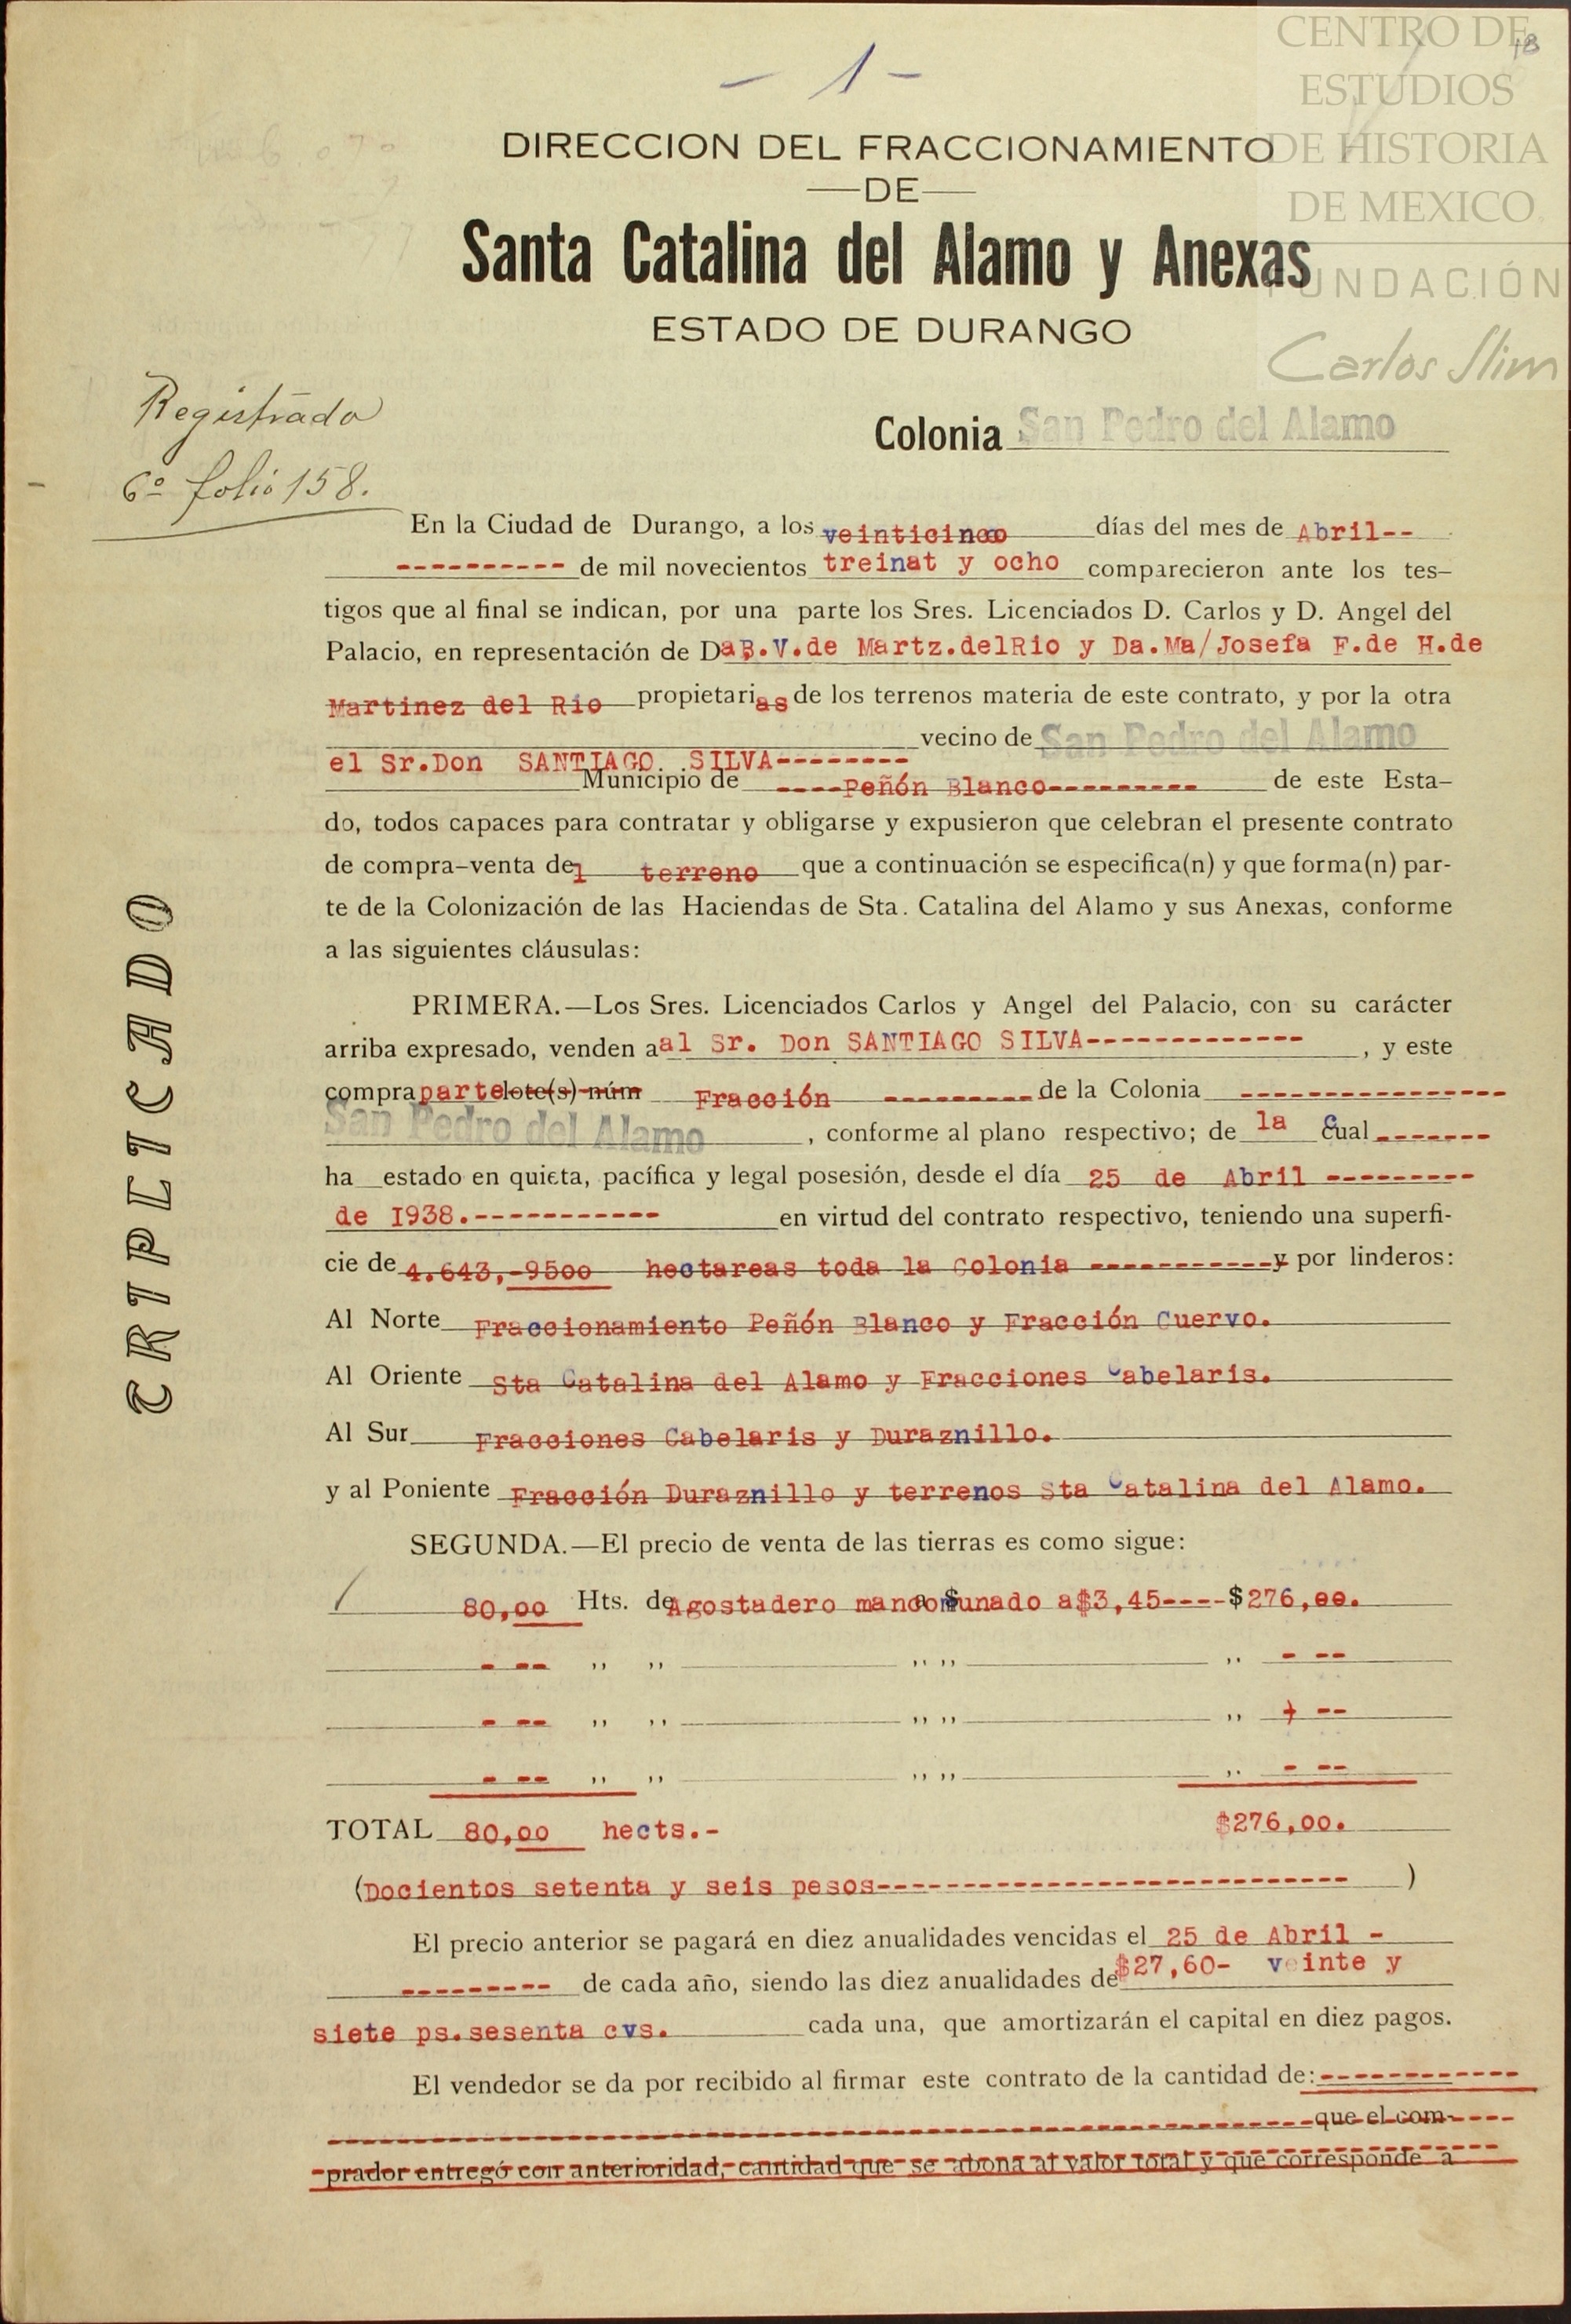 - 1 -
18
CENTRO DE
ESTUDIOS
DE HISTORIA
DE MEXICO
FUNDACIÓN
Carlos Slim
DIRECCION DEL FRACCIONAMIENTO
—DE—
Santa Catalina del Alamo y Anexas
ESTADO DE DURANGO
Registrado
6º folio 158.
Colonia San Pedro del Alamo
En la Ciudad de Durango, a los veinticinco días del mes de Abril--
---------- de mil novecientos treinat y ocho comparecieron ante los tes-
tigos que al final se indican, por una parte los Sres. Licenciados D. Carlos y D. Angel del
Palacio, en representación de DaB.V.de Martz.delRio y Da.Ma/Josefa F.de H.de
Martinez del Rio propietarias de los terrenos materia de este contrato, y por la otra
vecino de San Pedro del Alamo
el Sr.Don SANTIAGO SILVA--------
Municipio de ----Peñón Blanco---------- de este Esta-
do, todos capaces para contratar y obligarse y expusieron que celebran el presente contrato
de compra-venta del terreno que a continuación se especifica(n) y que forma(n) par-
te de la Colonización de las Haciendas de Sta. Catalina del Alamo y sus Anexas, conforme
a las siguientes cláusulas:
TRIPLICADO
PRIMERA.—Los Sres. Licenciados Carlos y Angel del Palacio, con su carácter
arriba expresado, venden aal Sr. Don SANTIAGO SILVA-------------, y este
compra parte lote(s) núm Fracción --------- de la Colonia ----------------
San Pedro del Alamo, conforme al plano respectivo; de la cual -------
ha estado en quieta, pacífica y legal posesión, desde el día 25 de Abril ---------
de I938.----------- en virtud del contrato respectivo, teniendo una superfi-
cie de 4.643,-9500 hectareas toda la Colonia -----------y por linderos:
Al Norte Fraccionamiento Peñón Blanco y Fracción Cuervo.
Al Oriente Sta Catalina del Alamo y Fracciones Cabelaris.
Al Sur Fracciones Cabelaris y Duraznillo.
y al Poniente Fracción Duraznillo y terrenos Sta Catalina del Alamo.
SEGUNDA.—El precio de venta de las tierras es como sigue:
80,00 Hts. de Agostadero mancomunado a $3,45----$276,00.
- -- ,, ,, ,, ,, ,, - --
- -- ,, ,, ,, ,, ,, - --
- -- ,, ,, ,, ,, ,, - --
TOTAL 80,00 hects.- $276,00.
(Docientos setenta y seis pesos---------------------------)
El precio anterior se pagará en diez anualidades vencidas el 25 de Abril -
--------- de cada año, siendo las diez anualidades de $27,60- veinte y
siete ps.sesenta cvs. cada una, que amortizarán el capital en diez pagos.
El vendedor se da por recibido al firmar este contrato de la cantidad de:------------
que el com-
prador entregó con anterioridad, cantidad que se abona al valor total y que corresponde a